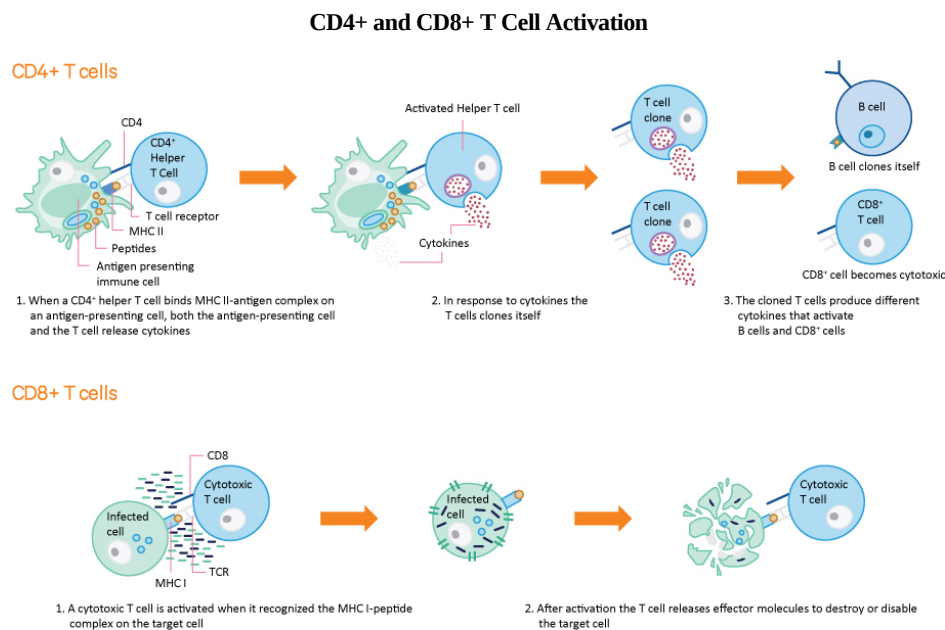 CD4+ and CD8+ T Cell Activation
CD4+ T cells
CD4
CD4⁺
Helper
T Cell
T cell receptor
MHC II
Peptides
Antigen presenting
immune cell
1. When a CD4⁺ helper T cell binds MHC II-antigen complex on
an antigen-presenting cell, both the antigen-presenting cell
and the T cell release cytokines
Activated Helper T cell
Cytokines
2. In response to cytokines the
T cells clones itself
T cell
clone
T cell
clone
B cell
B cell clones itself
CD8⁺
T cell
CD8⁺ cell becomes cytotoxic
3. The cloned T cells produce different
cytokines that activate
B cells and CD8⁺ cells
CD8+ T cells
CD8
Cytotoxic
T cell
Infected
cell
MHC I
TCR
1. A cytotoxic T cell is activated when it recognized the MHC I-peptide
complex on the target cell
Infected
cell
Cytotoxic
T cell
2. After activation the T cell releases effector molecules to destroy or disable
the target cell